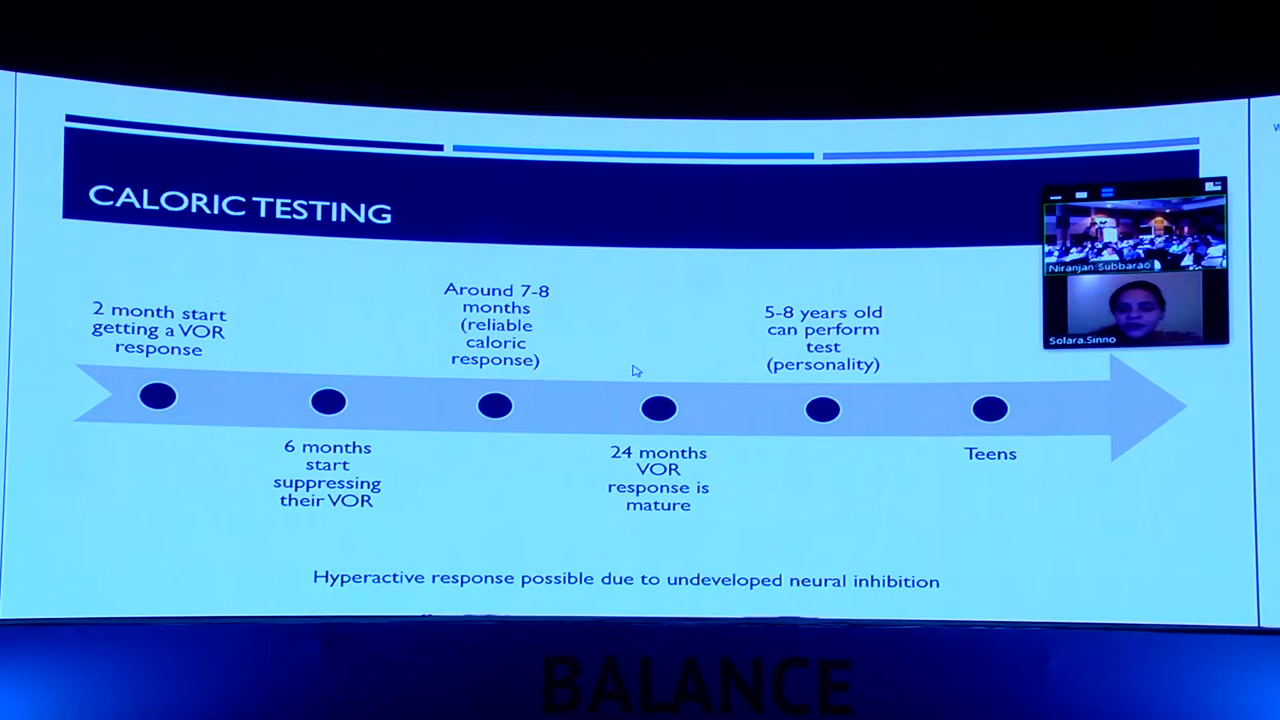 CALORIC TESTING
2 month start
getting a VOR
response
6 months
start
suppressing
their VOR
Around 7-8
months
(reliable
caloric
response)
24 months
VOR
response is
mature
5-8 years old
can perform
test
(personality)
Teens
Hyperactive response possible due to undeveloped neural inhibition
Niranjan Subbarao
Solara.Sinno
BALANCE